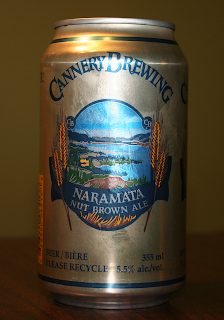 CANNERY BREWING
NARAMATA
NUT BROWN ALE
BEER / BIÈRE 355 ml
PLEASE RECYCLE 5.5% alc./vol.